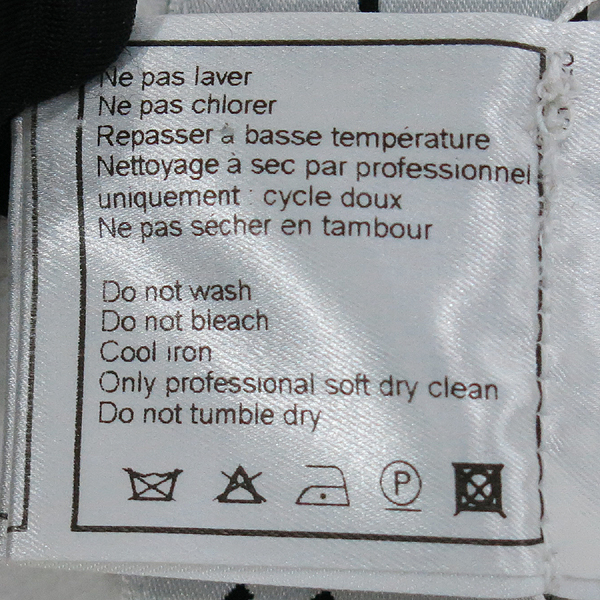 Ne pas laver
Ne pas chlorer
Repasser à basse température
Nettoyage à sec par professionnel
uniquement : cycle doux
Ne pas sécher en tambour
Do not wash
Do not bleach
Cool iron
Only professional soft dry clean
Do not tumble dry
P